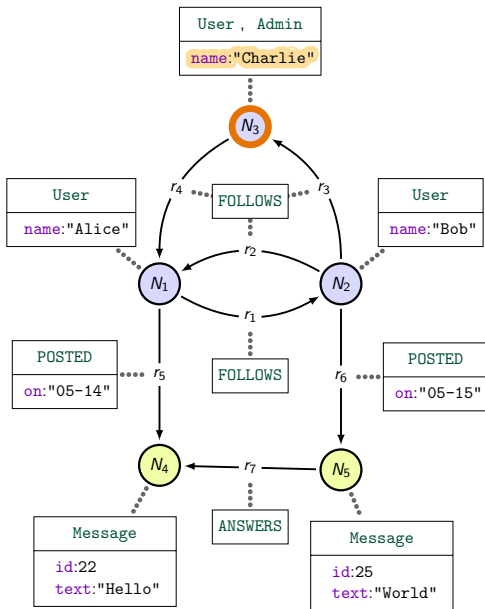 User , Admin
name:"Charlie"
N3
r4
FOLLOWS
r3
User
name:"Alice"
User
name:"Bob"
r2
N1
N2
r1
POSTED
on:"05-14"
r5
FOLLOWS
r6
POSTED
on:"05-15"
N4
r7
N5
ANSWERS
Message
id:22
text:"Hello"
Message
id:25
text:"World"